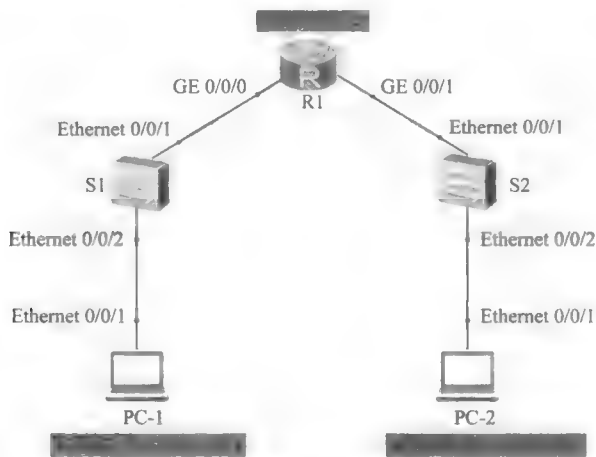 GE 0/0/0
GE 0/0/1
R
R1
Ethernet 0/0/1
Ethernet 0/0/1
S1
S2
Ethernet 0/0/2
Ethernet 0/0/2
Ethernet 0/0/1
Ethernet 0/0/1
PC-1
PC-2